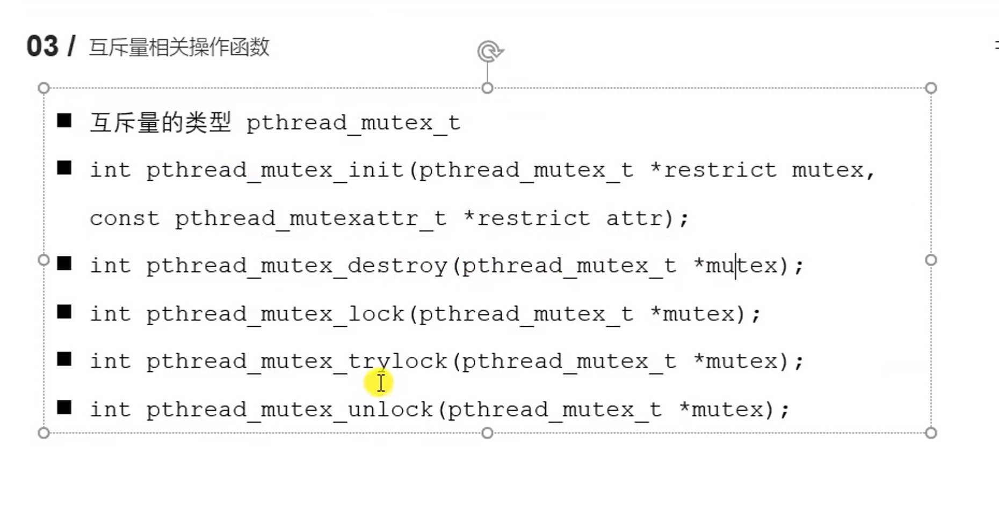 03 / 互斥量相关操作函数
■ 互斥量的类型 pthread_mutex_t
■ int pthread_mutex_init(pthread_mutex_t *restrict mutex,
const pthread_mutexattr_t *restrict attr);
■ int pthread_mutex_destroy(pthread_mutex_t *mutex);
■ int pthread_mutex_lock(pthread_mutex_t *mutex);
■ int pthread_mutex_trylock(pthread_mutex_t *mutex);
■ int pthread_mutex_unlock(pthread_mutex_t *mutex);